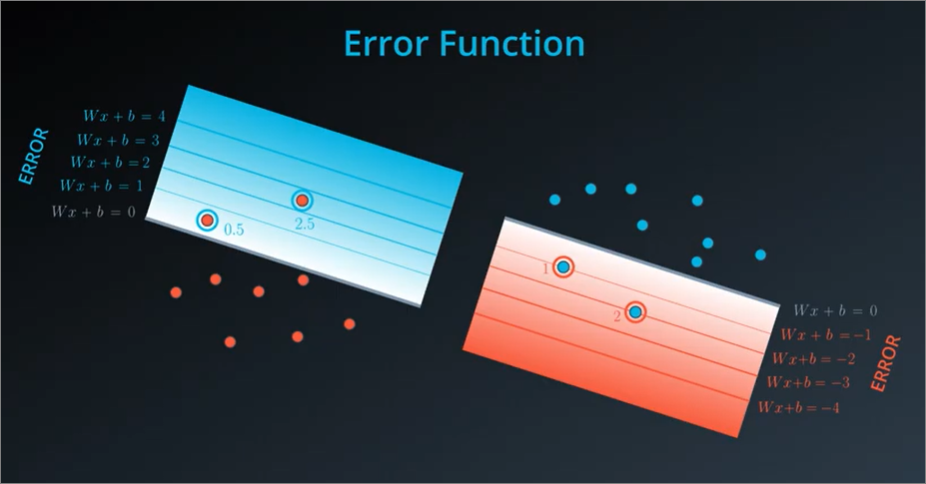 Error Function
ERROR
Wx + b = 4
Wx + b = 3
Wx + b = 2
Wx + b = 1
Wx + b = 0
0.5
2.5
1
2
Wx + b = 0
Wx + b = −1
Wx+b = −2
Wx+b = −3
Wx+b = −4
ERROR